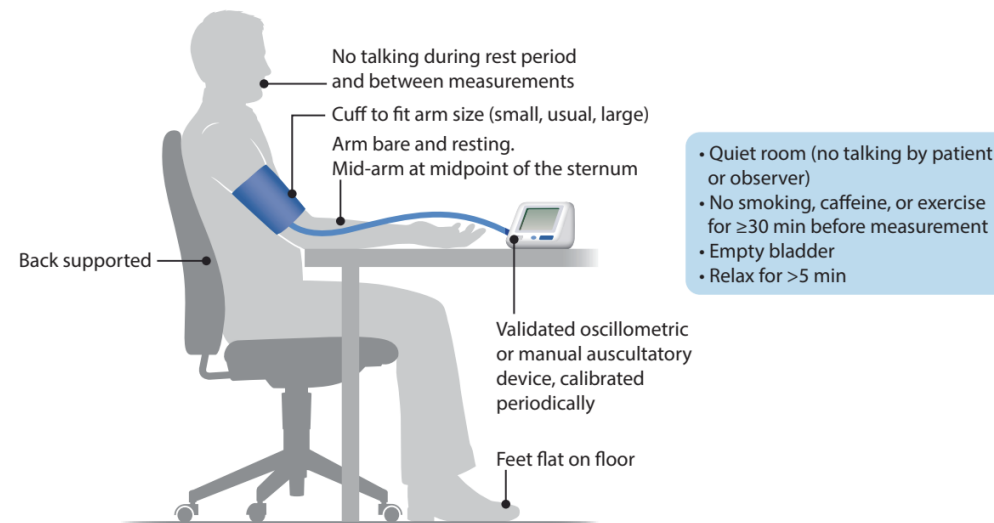 No talking during rest period
and between measurements
Cuff to fit arm size (small, usual, large)
Arm bare and resting.
Mid-arm at midpoint of the sternum
Back supported
Validated oscillometric
or manual auscultatory
device, calibrated
periodically
Feet flat on floor
• Quiet room (no talking by patient
or observer)
• No smoking, caffeine, or exercise
for ≥30 min before measurement
• Empty bladder
• Relax for >5 min